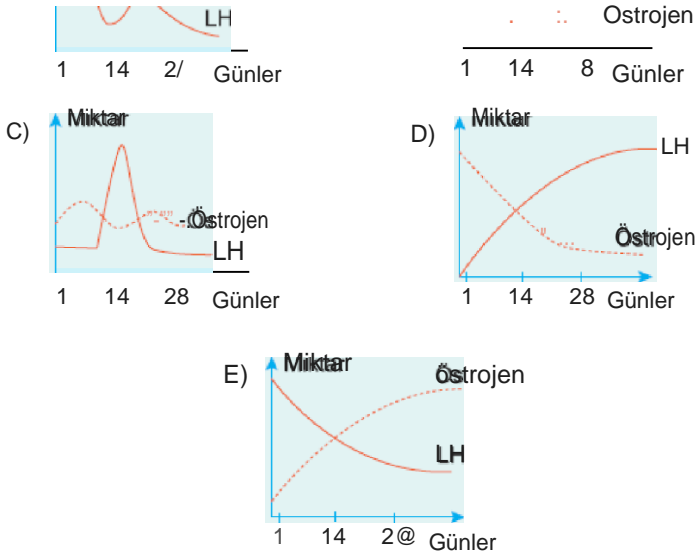 LH
1 14 2/ Günler
Ostrojen
1 14 8 Günler
C) Miktar
Östrojen
LH
1 14 28 Günler
D) Miktar
LH
Östrojen
1 14 28 Günler
E) Miktar
Östrojen
LH
1 14 2@ Günler